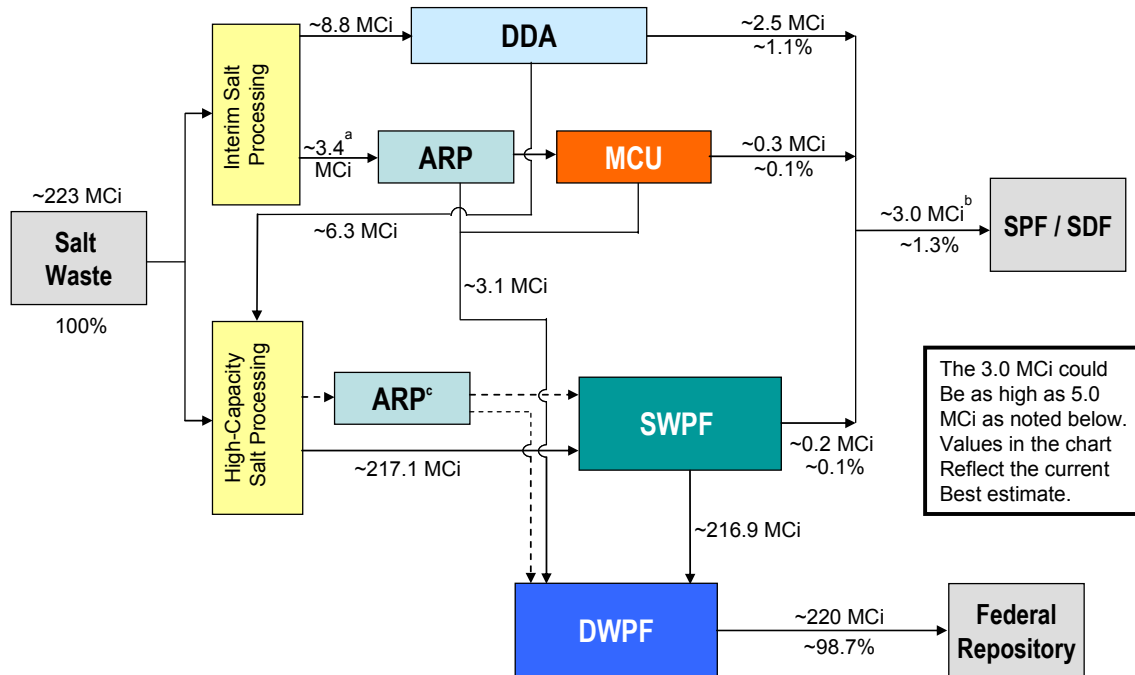 ~8.8 MCi
DDA
~2.5 MCi
~1.1%
Interim Salt
Processing
~3.4a
MCi
ARP
MCU
~0.3 MCi
~0.1%
~223 MCi
Salt
Waste
100%
~6.3 MCi
~3.0 MCib
~1.3%
SPF / SDF
~3.1 MCi
High-Capacity
Salt Processing
ARPc
SWPF
~217.1 MCi
~0.2 MCi
~0.1%
The 3.0 MCi could
Be as high as 5.0
MCi as noted below.
Values in the chart
Reflect the current
Best estimate.
~216.9 MCi
DWPF
~220 MCi
~98.7%
Federal
Repository